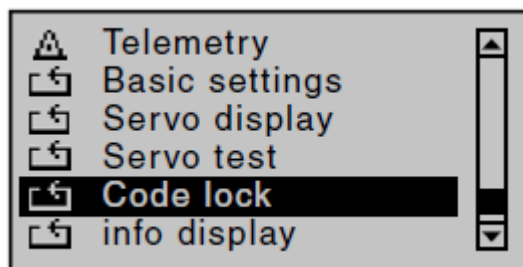 Telemetry
Basic settings
Servo display
Servo test
Code lock
info display